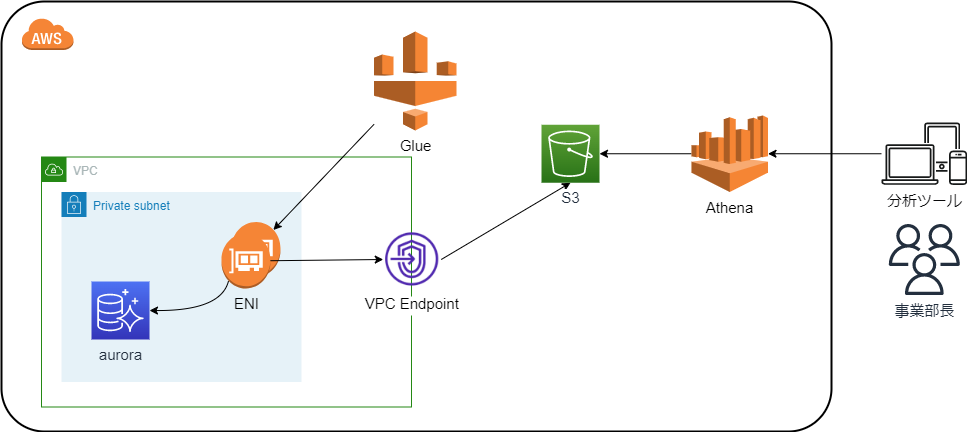 AWS
Glue
VPC
Private subnet
ENI
aurora
VPC Endpoint
S3
Athena
分析ツール
事業部長